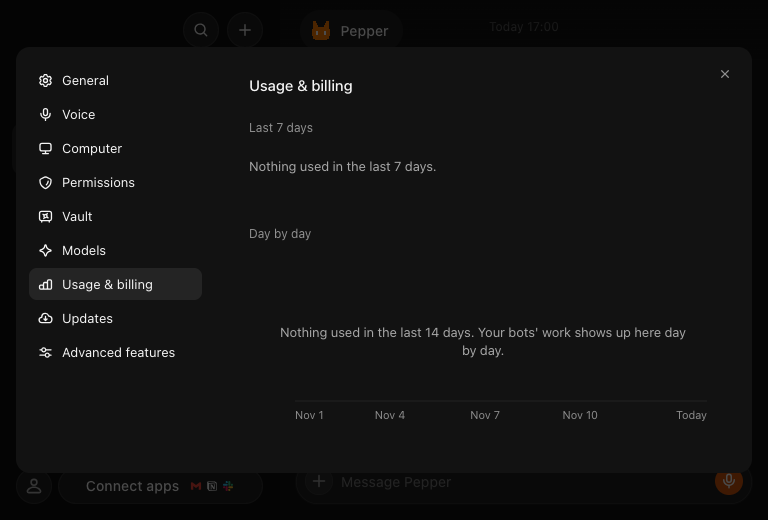 Pepper
Today 17:00
General
Voice
Computer
Permissions
Vault
Models
Usage & billing
Updates
Advanced features
Usage & billing
Last 7 days
Nothing used in the last 7 days.
Day by day
Nothing used in the last 14 days. Your bots' work shows up here day
by day.
Nov 1
Nov 4
Nov 7
Nov 10
Today
Connect apps
Message Pepper